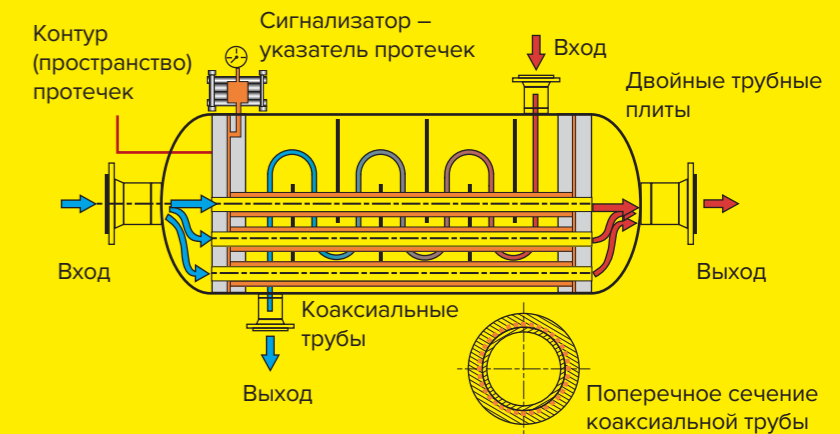 Контур
(пространство)
протечек
Сигнализатор –
указатель протечек
Вход
Двойные трубные
плиты
Вход
Выход
Коаксиальные
трубы
Выход
Поперечное сечение
коаксиальной трубы